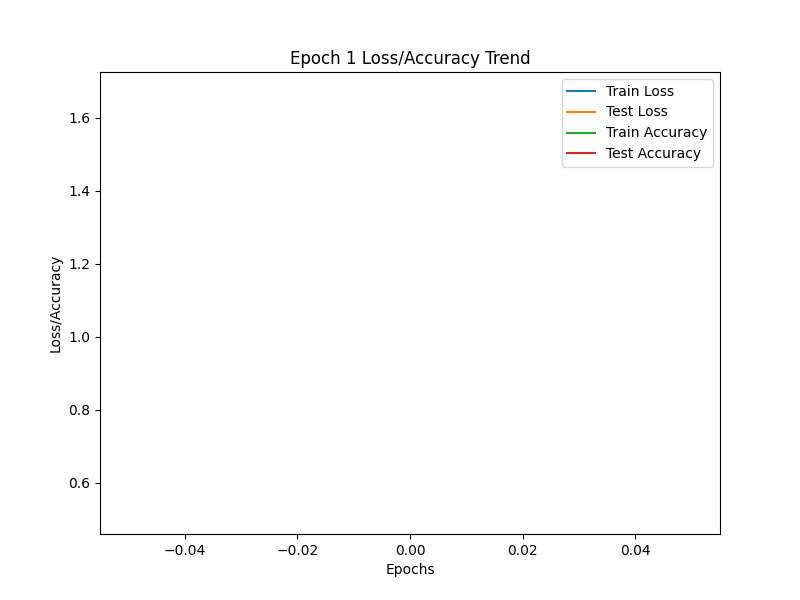 Epoch 1 Loss/Accuracy Trend
Train Loss
Test Loss
Train Accuracy
Test Accuracy
1.6
1.4
1.2
1.0
0.8
0.6
Loss/Accuracy
−0.04
−0.02
0.00
0.02
0.04
Epochs